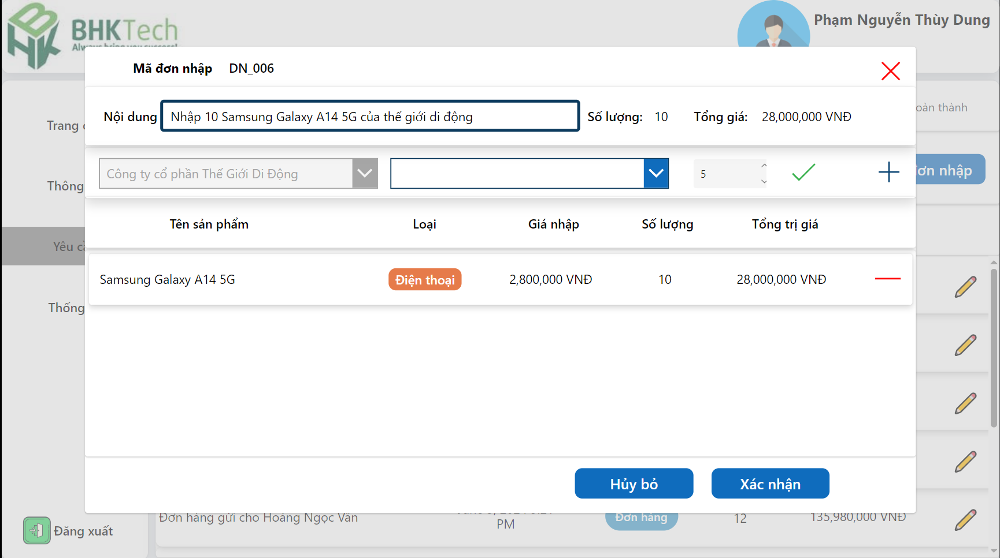 BHKTech
Phạm Nguyễn Thùy Dung
Mã đơn nhập DN_006
Nội dung Nhập 10 Samsung Galaxy A14 5G của thế giới di động Số lượng: 10 Tổng giá: 28,000,000 VNĐ
oàn thành
Trang
Công ty cổ phần Thế Giới Di Động 5 ơn nhập
Thông
Tên sản phẩm Loại Giá nhập Số lượng Tổng trị giá
Yêu
Samsung Galaxy A14 5G Điện thoại 2,800,000 VNĐ 10 28,000,000 VNĐ
Thống
Hủy bỏ Xác nhận
Đơn hàng gửi cho Hoàng Ngọc Vân PM Đơn hàng 12 135,980,000 VNĐ
Đăng xuất